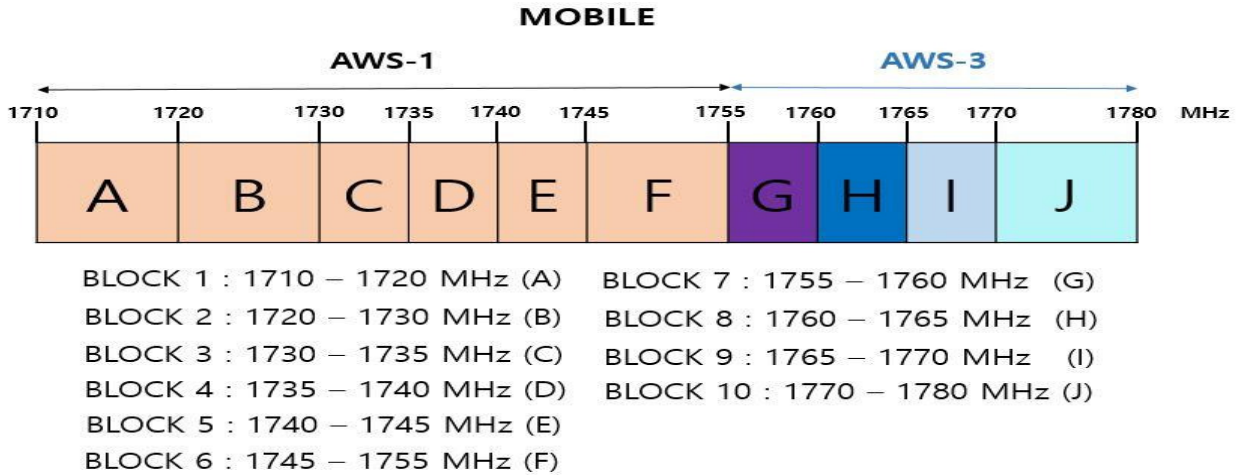 MOBILE
AWS-1 AWS-3
1710 1720 1730 1735 1740 1745 1755 1760 1765 1770 1780 MHz
A B C D E F G H I J
BLOCK 1 : 1710 – 1720 MHz (A)
BLOCK 2 : 1720 – 1730 MHz (B)
BLOCK 3 : 1730 – 1735 MHz (C)
BLOCK 4 : 1735 – 1740 MHz (D)
BLOCK 5 : 1740 – 1745 MHz (E)
BLOCK 6 : 1745 – 1755 MHz (F)
BLOCK 7 : 1755 – 1760 MHz (G)
BLOCK 8 : 1760 – 1765 MHz (H)
BLOCK 9 : 1765 – 1770 MHz (I)
BLOCK 10 : 1770 – 1780 MHz (J)